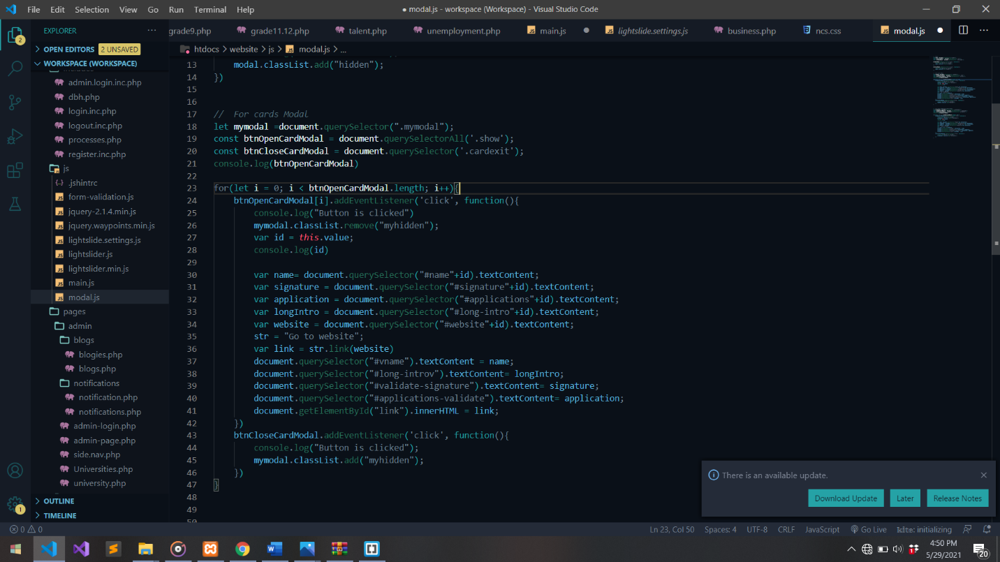 File Edit Selection View Go Run Terminal Help
● modal.js - workspace (Workspace) - Visual Studio Code
EXPLORER ···
grade9.php grade11.12.php talent.php unemployment.php main.js lightslide.settings.js business.php ncs.css modal.js
OPEN EDITORS 2 UNSAVED
htdocs > website > js > modal.js > ...
WORKSPACE (WORKSPACE)
admin.login.inc.php
dbh.php
login.inc.php
logout.inc.php
processes.php
register.inc.php
js
.jshintrc
form-validation.js
jquery-2.1.4.min.js
jquery.waypoints.min.js
lightslide.settings.js
lightslider.js
lightslider.min.js
main.js
modal.js
pages
admin
blogs
blogies.php
blogs.php
notifications
notification.php
notifications.php
admin-login.php
admin-page.php
side.nav.php
Universities.php
university.php
OUTLINE
TIMELINE
13 modal.classList.add("hidden");
14 })
15
16
17 // For cards Modal
18 let mymodal =document.querySelector(".mymodal");
19 const btnOpenCardModal = document.querySelectorAll('.show');
20 const btnCloseCardModal = document.querySelector('.cardexit');
21 console.log(btnOpenCardModal)
22
23 for(let i = 0; i < btnOpenCardModal.length; i++){
24 btnOpenCardModal[i].addEventListener('click', function(){
25 console.log("Button is clicked")
26 mymodal.classList.remove("myhidden");
27 var id = this.value;
28 console.log(id)
29
30 var name= document.querySelector("#name"+id).textContent;
31 var signature = document.querySelector("#signature"+id).textContent;
32 var application = document.querySelector("#applications"+id).textContent;
33 var longIntro = document.querySelector("#long-intro"+id).textContent;
34 var website = document.querySelector("#website"+id).textContent;
35 str = "Go to website";
36 var link = str.link(website)
37 document.querySelector("#vname").textContent = name;
38 document.querySelector("#long-introv").textContent= longIntro;
39 document.querySelector("#validate-signature").textContent= signature;
40 document.querySelector("#applications-validate").textContent= application;
41 document.getElementById("link").innerHTML = link;
42 })
43 btnCloseCardModal.addEventListener('click', function(){
44 console.log("Button is clicked");
45 mymodal.classList.add("myhidden");
46 })
47 }
48
49
50
There is an available update.
Download Update Later Release Notes
0 0 Ln 23, Col 50 Spaces: 4 UTF-8 CRLF JavaScript Go Live kite: initializing
4:50 PM
5/29/2021
20